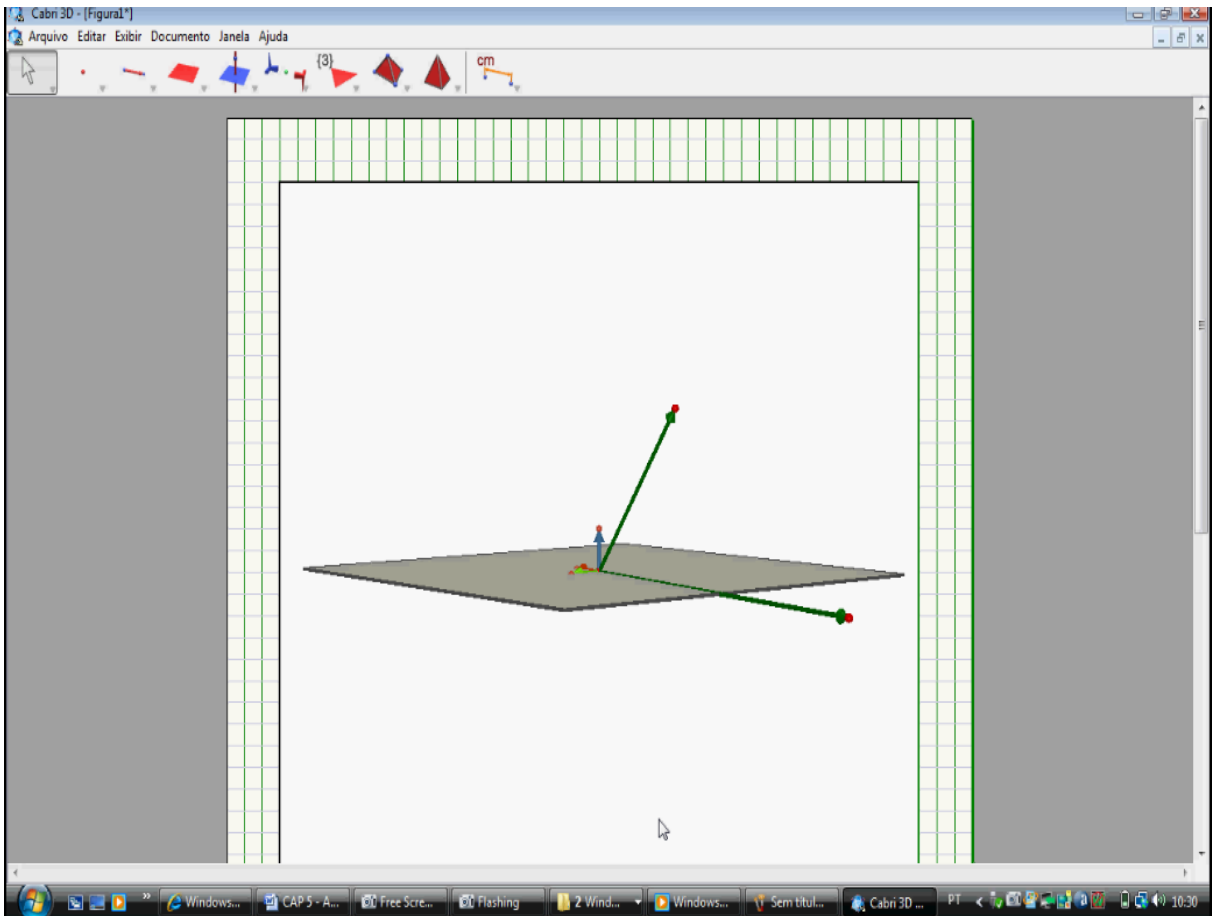 Cabri 3D - [Figura1*]
Arquivo Editar Exibir Documento Janela Ajuda
{3}
cm
Windows... CAP 5 - A... Free Scre... Flashing 2 Wind... Windows... Sem titul... Cabri 3D ... PT 10:30